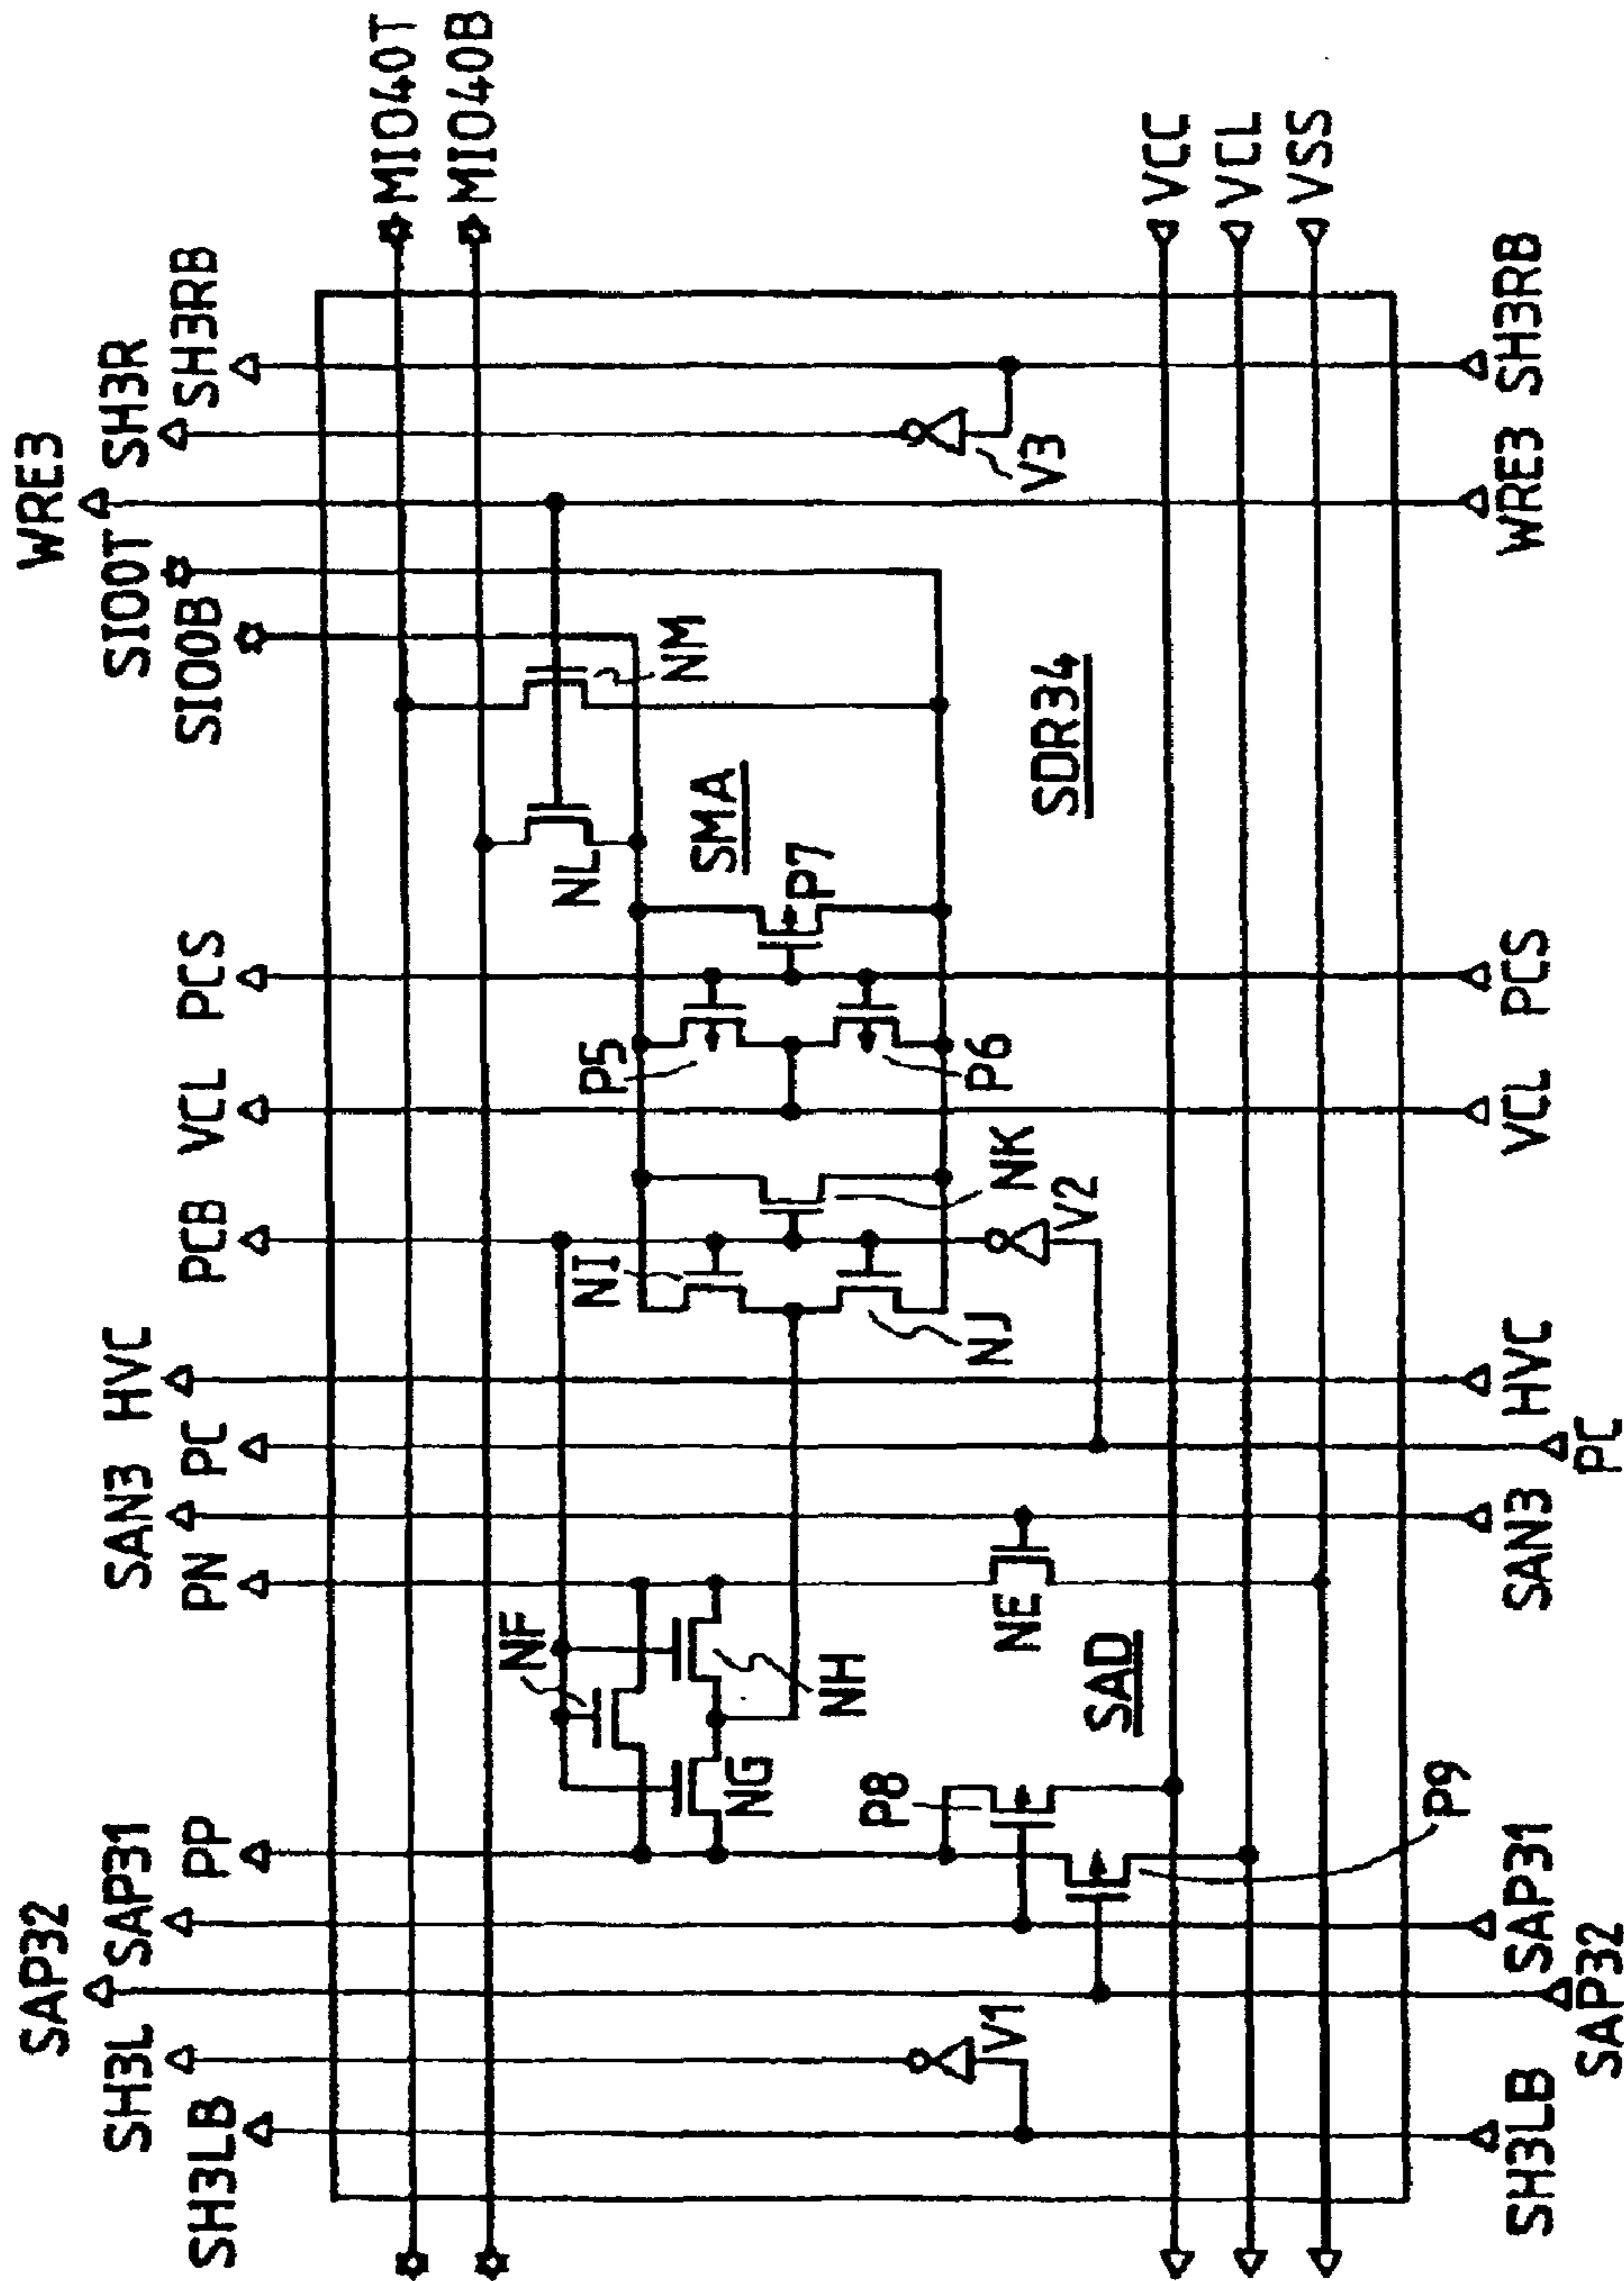 WRE3
SAP32
SAN3
SIO0T
SH3R
SH3L
SAP31
PC
HVC
SIO0B
SH3RB
SH3LB
PP
PN
PCB
VCL
PCS
MIO40T
MIO40B
NF
NI
NL
P5
NM
SMA
NG
NH
P7
P8
NJ
NK
P6
NE
V1
V3
SDR34
SAD
V2
VCC
VCL
VSS
P9
SH3LB
SAP31
SAN3
HVC
VCL
PCS
WRE3
SH3RB
SAP32
PC